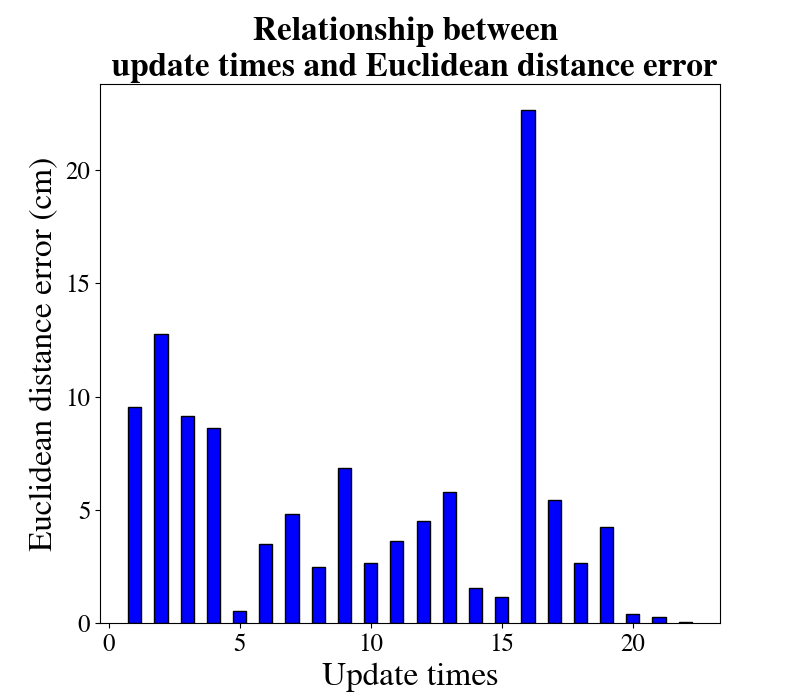 Relationship between
update times and Euclidean distance error
Euclidean distance error (cm)
20
15
10
5
0
0 5 10 15 20
Update times